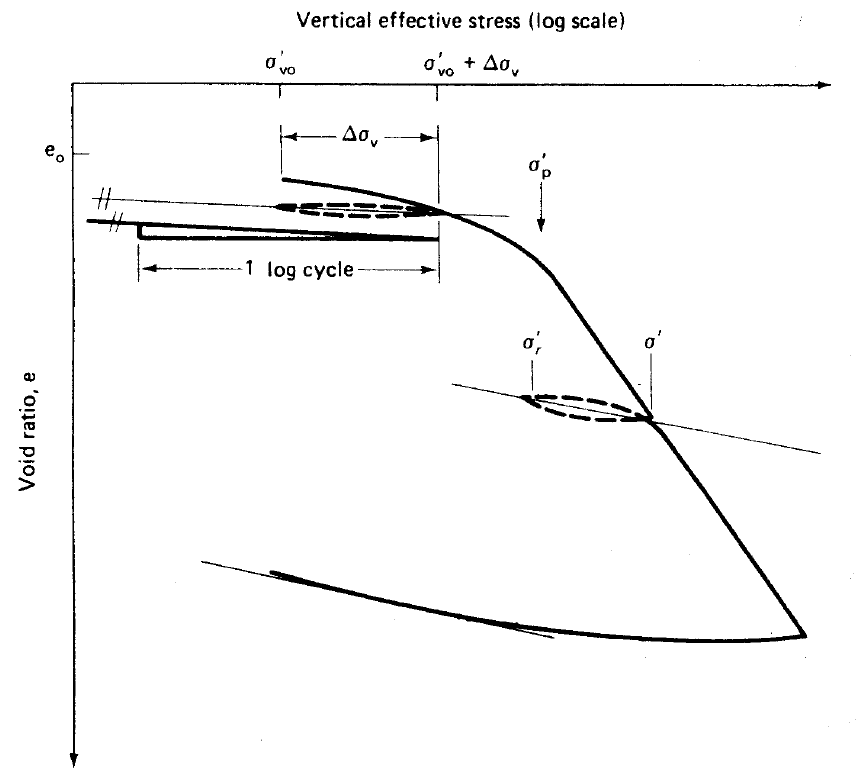 Vertical effective stress (log scale)
σ'vo
σ'vo + Δσv
Δσv
eo
σ'p
1 log cycle
σ'r
σ'
Void ratio, e